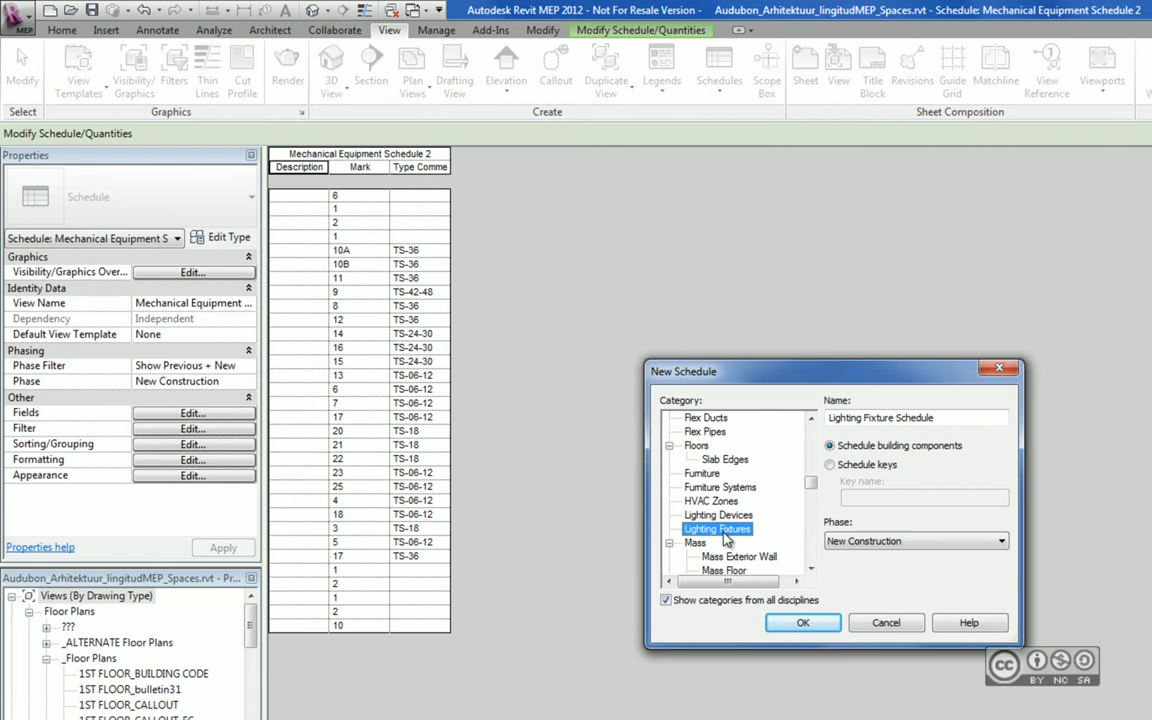 Autodesk Revit MEP 2012 - Not For Resale Version - Audubon_Arhitektuur_lingitudMEP_Spaces.rvt - Schedule: Mechanical Equipment Schedule 2
MEP
Home Insert Annotate Analyze Architect Collaborate View Manage Add-Ins Modify Modify Schedule/Quantities
Modify View Templates Visibility/ Graphics Filters Thin Lines Cut Profile Render 3D View Section Plan Views Drafting View Elevation Callout Duplicate View Legends Schedules Scope Box Sheet View Title Block Revisions Guide Grid Matchline View Reference Viewports
Select Graphics Create Sheet Composition
Modify Schedule/Quantities
Properties
Schedule
Schedule: Mechanical Equipment S Edit Type
Graphics
Visibility/Graphics Over... Edit...
Identity Data
View Name Mechanical Equipment ...
Dependency Independent
Default View Template None
Phasing
Phase Filter Show Previous + New
Phase New Construction
Other
Fields Edit...
Filter Edit...
Sorting/Grouping Edit...
Formatting Edit...
Appearance Edit...
Properties help Apply
Audubon_Arhitektuur_lingitudMEP_Spaces.rvt - Pr...
Views (By Drawing Type)
Floor Plans
???
_ALTERNATE Floor Plans
_Floor Plans
1ST FLOOR_BUILDING CODE
1ST FLOOR_bulletin31
1ST FLOOR_CALLOUT
Mechanical Equipment Schedule 2
Description Mark Type Comme
6
1
2
1
10A TS-36
10B TS-36
11 TS-36
9 TS-42-48
8 TS-36
12 TS-36
14 TS-24-30
16 TS-24-30
15 TS-24-30
13 TS-06-12
6 TS-06-12
7 TS-06-12
17 TS-06-12
20 TS-18
21 TS-18
22 TS-18
23 TS-06-12
25 TS-06-12
4 TS-06-12
18 TS-06-12
3 TS-18
5 TS-06-12
17 TS-36
1
2
1
2
10
New Schedule
Category:
Flex Ducts
Flex Pipes
Floors
Slab Edges
Furniture
Furniture Systems
HVAC Zones
Lighting Devices
Lighting Fixtures
Mass
Mass Exterior Wall
Mass Floor
Show categories from all disciplines
Name:
Lighting Fixture Schedule
Schedule building components
Schedule keys
Key name:
Phase:
New Construction
OK Cancel Help
cc BY NC SA